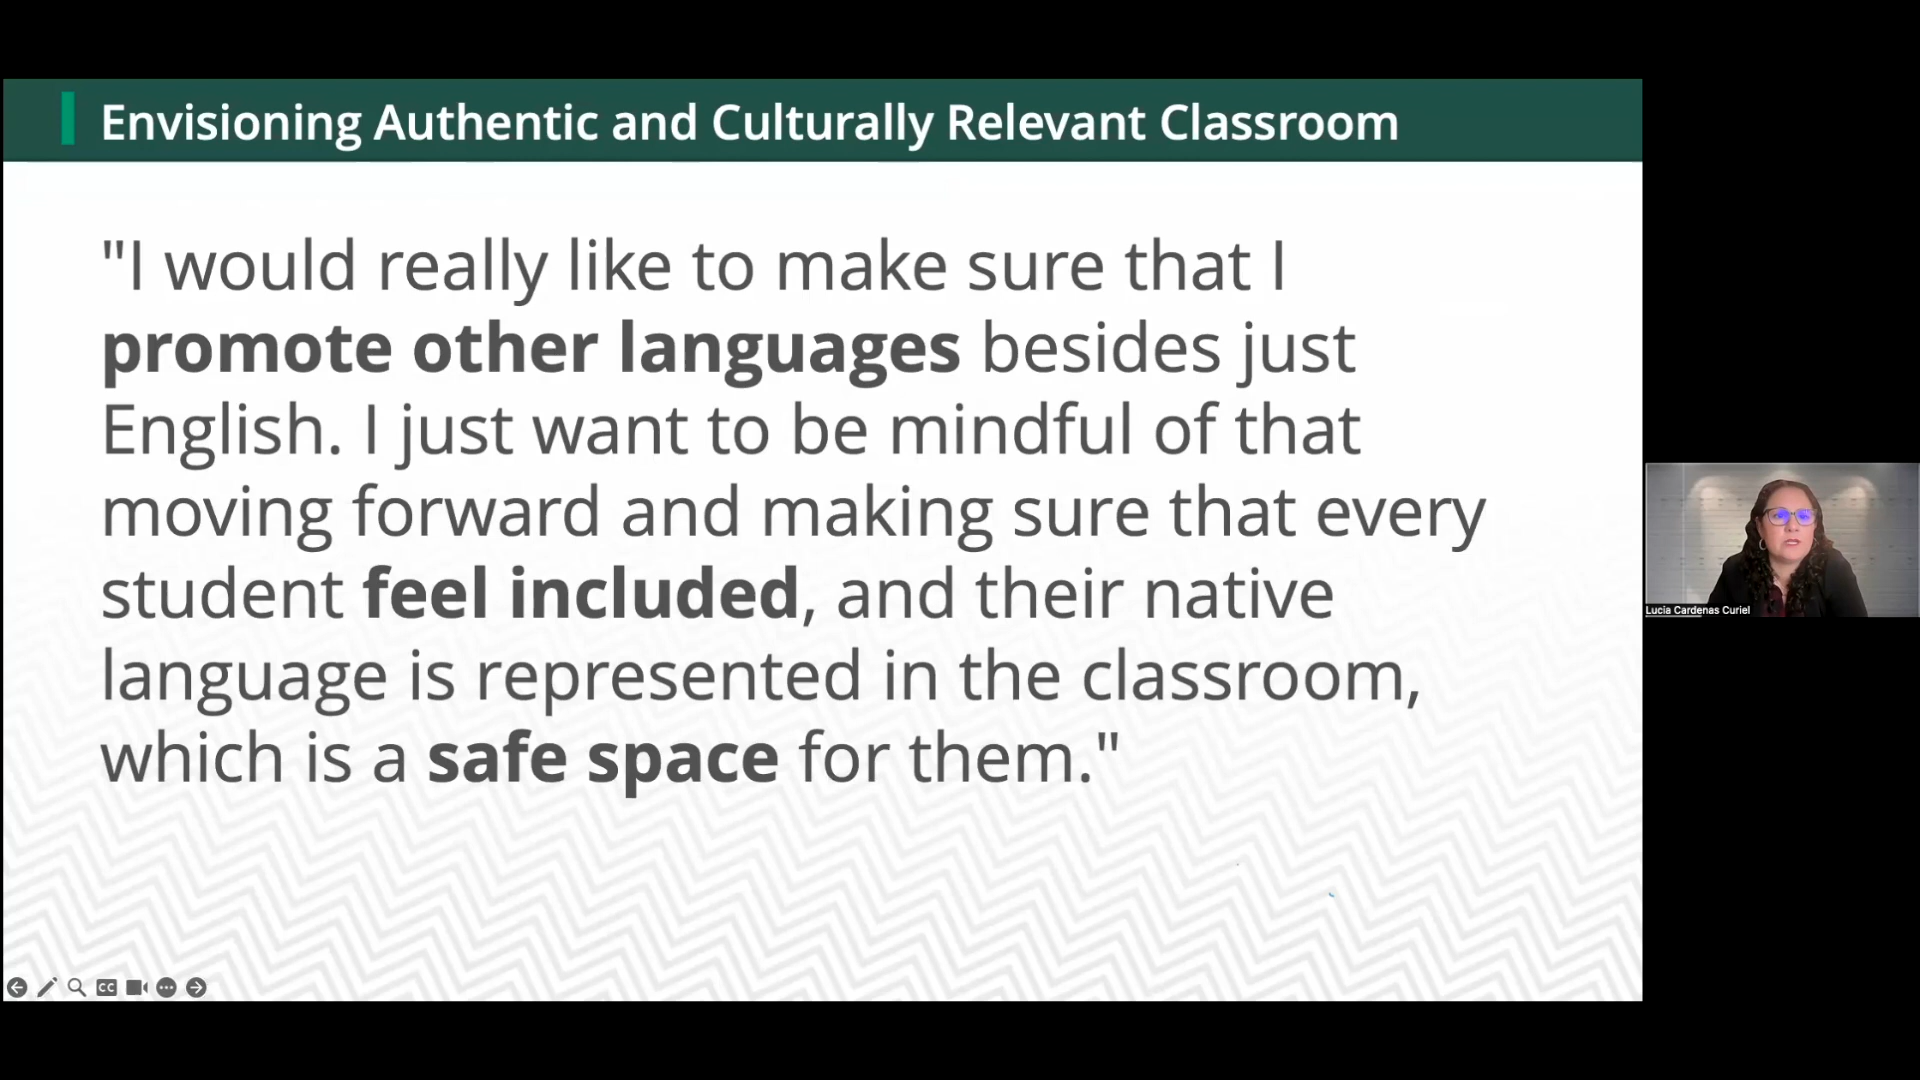 Envisioning Authentic and Culturally Relevant Classroom
"I would really like to make sure that I
promote other languages besides just
English. I just want to be mindful of that
moving forward and making sure that every
student feel included, and their native
language is represented in the classroom,
which is a safe space for them."
Lucia Cardenas Curiel
CC